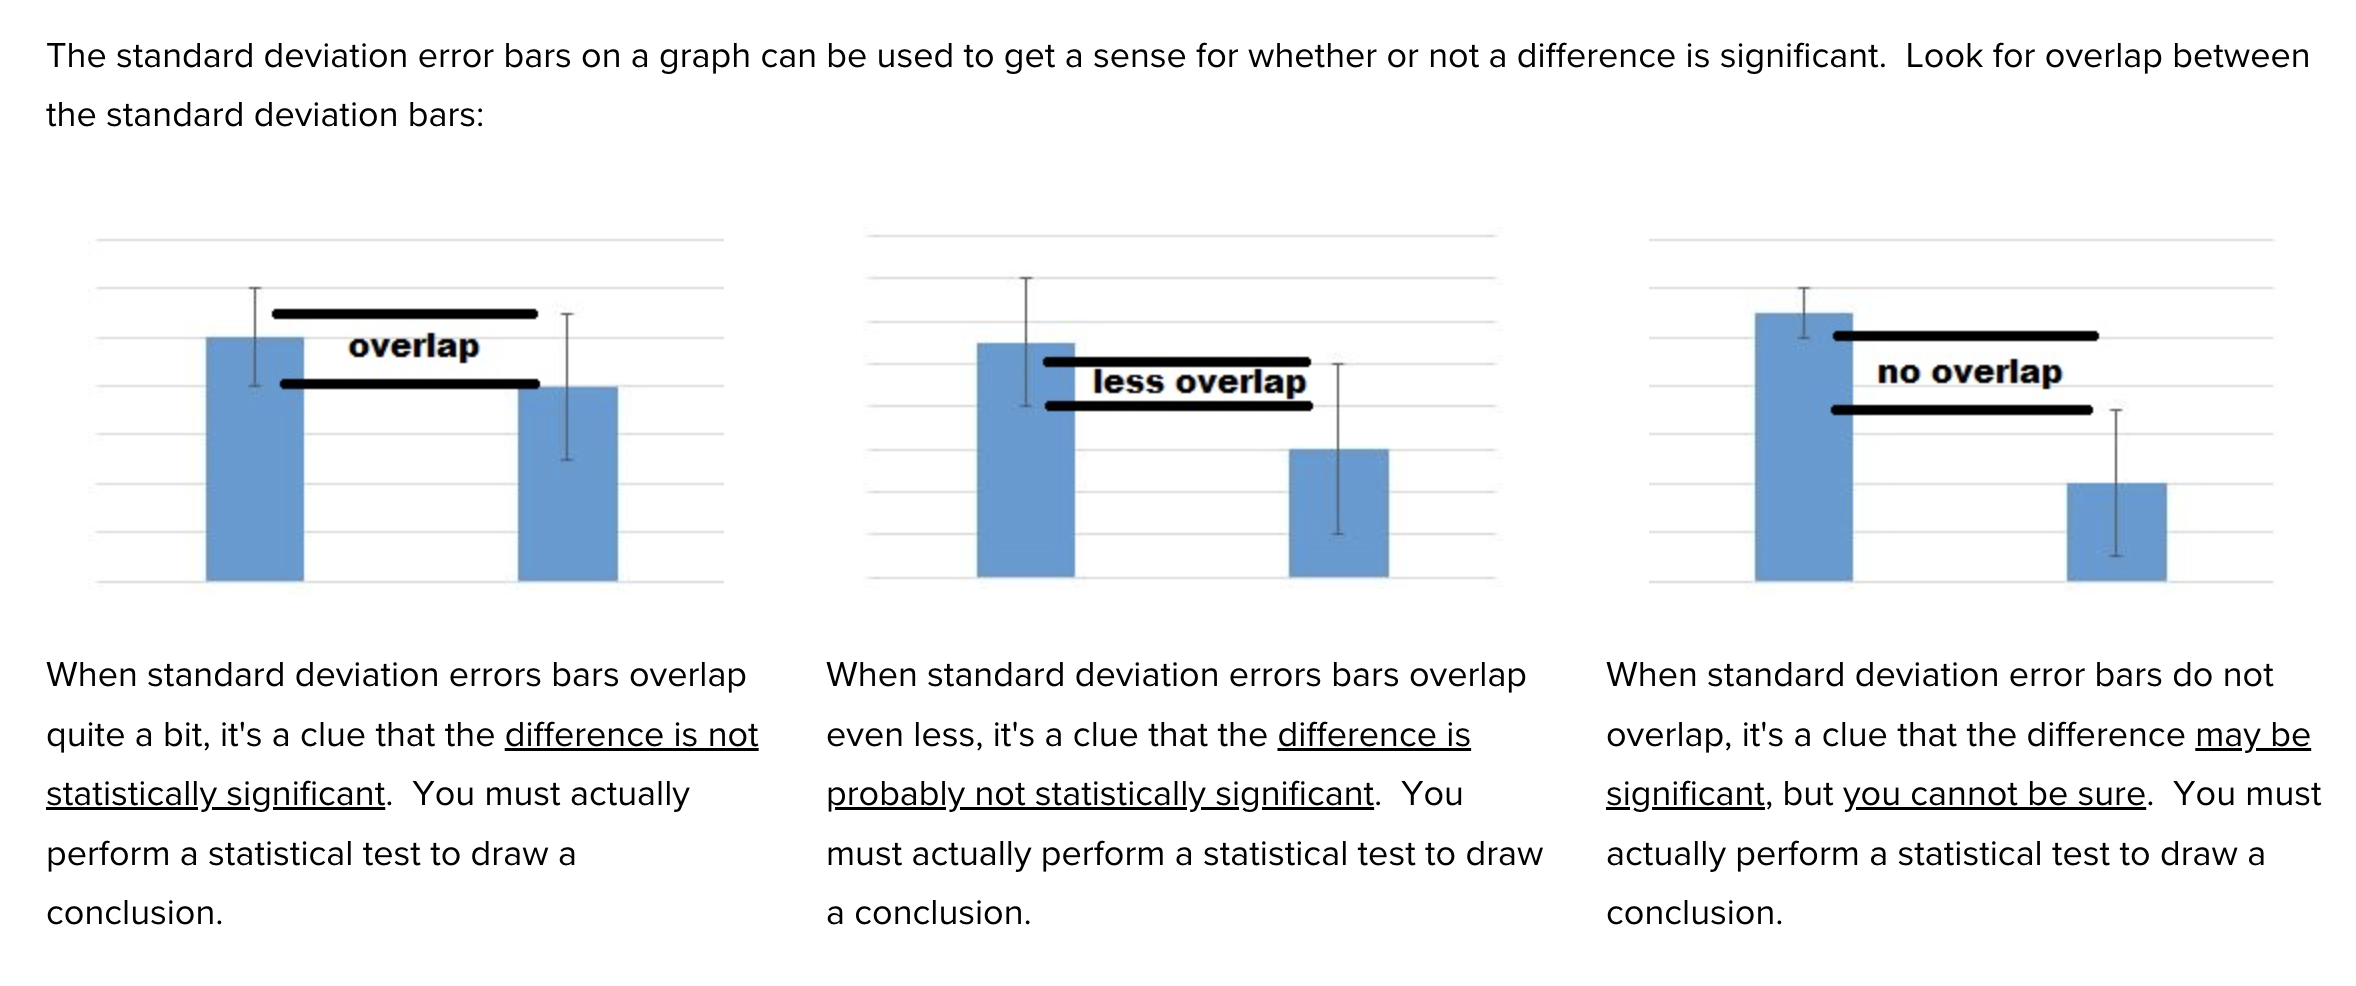 The standard deviation error bars on a graph can be used to get a sense for whether or not a difference is significant.  Look for overlap between
the standard deviation bars:
overlap
less overlap
no overlap
When standard deviation errors bars overlap
quite a bit, it's a clue that the difference is not
statistically significant.  You must actually
perform a statistical test to draw a
conclusion.
When standard deviation errors bars overlap
even less, it's a clue that the difference is
probably not statistically significant.  You
must actually perform a statistical test to draw
a conclusion.
When standard deviation error bars do not
overlap, it's a clue that the difference may be
significant, but you cannot be sure.  You must
actually perform a statistical test to draw a
conclusion.